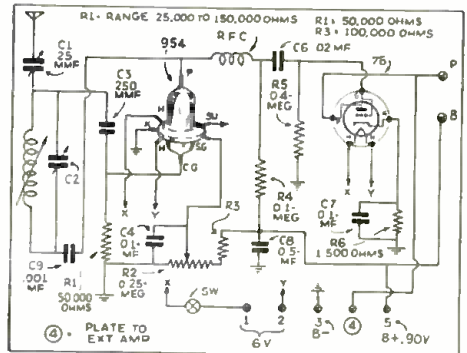 R1= RANGE 25,000 TO 150,000 OHMS
R1= 50,000 OHMS
R3= 100,000 OHMS
RFC
954
C6 .02 MF
76
C1
25
MMF
C3
250
MMF
P
P
R5
0.4-
MEG
H
SU
K
SG
H
CG
B
C2
X
Y
X
Y
R4
0.1-
MEG
C7
0.1-
MF
R3
C4
0.1-
MF
R6
1,500 OHMS
C9
.001
MF
R1
50,000
OHMS
R2
0.25-
MEG
C8
0.5-
MF
X
SW
Y
1
2
3
4
5
6V
B-
B+, 90V
4 - PLATE TO
EXT AMP